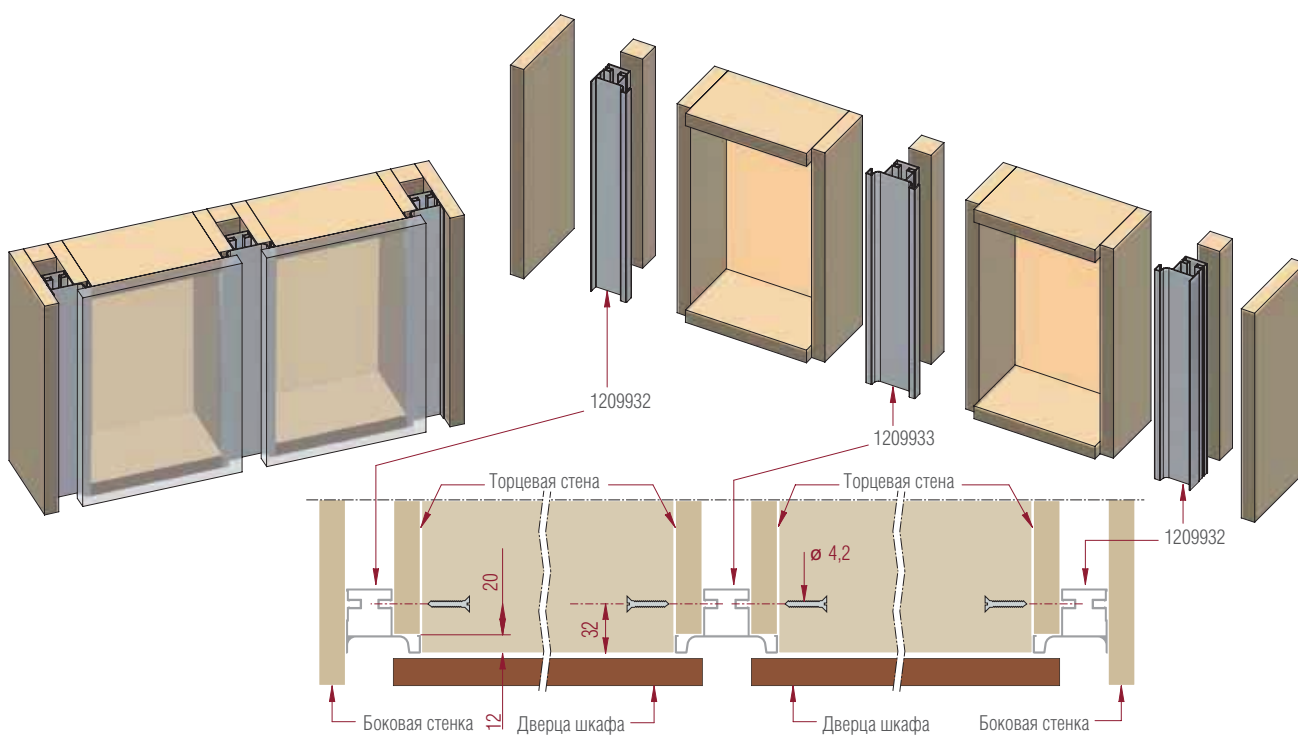 1209932
1209933
Торцевая стена
Торцевая стена
1209932
ø 4,2
20
32
12
Боковая стенка
Дверца шкафа
Дверца шкафа
Боковая стенка